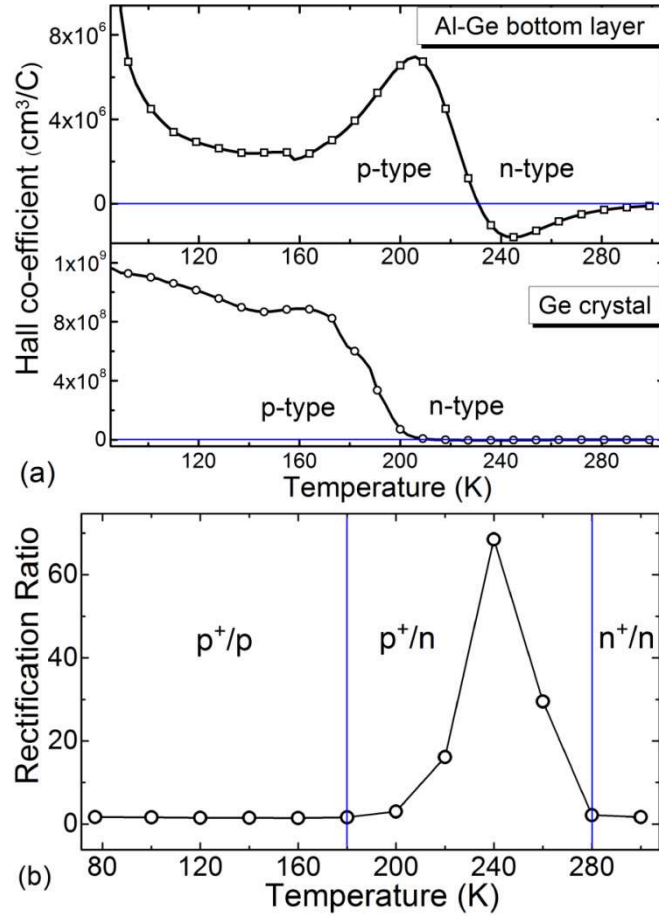 Al-Ge bottom layer
8x10⁶
4x10⁶
0
p-type
n-type
120
160
200
240
280
Hall co-efficient (cm³/C)
1x10⁹
8x10⁸
4x10⁸
0
Ge crystal
p-type
n-type
120
160
200
240
280
(a)
Temperature (K)
Rectification Ratio
60
40
20
0
p⁺/p
p⁺/n
n⁺/n
80
120
160
200
240
280
(b)
Temperature (K)